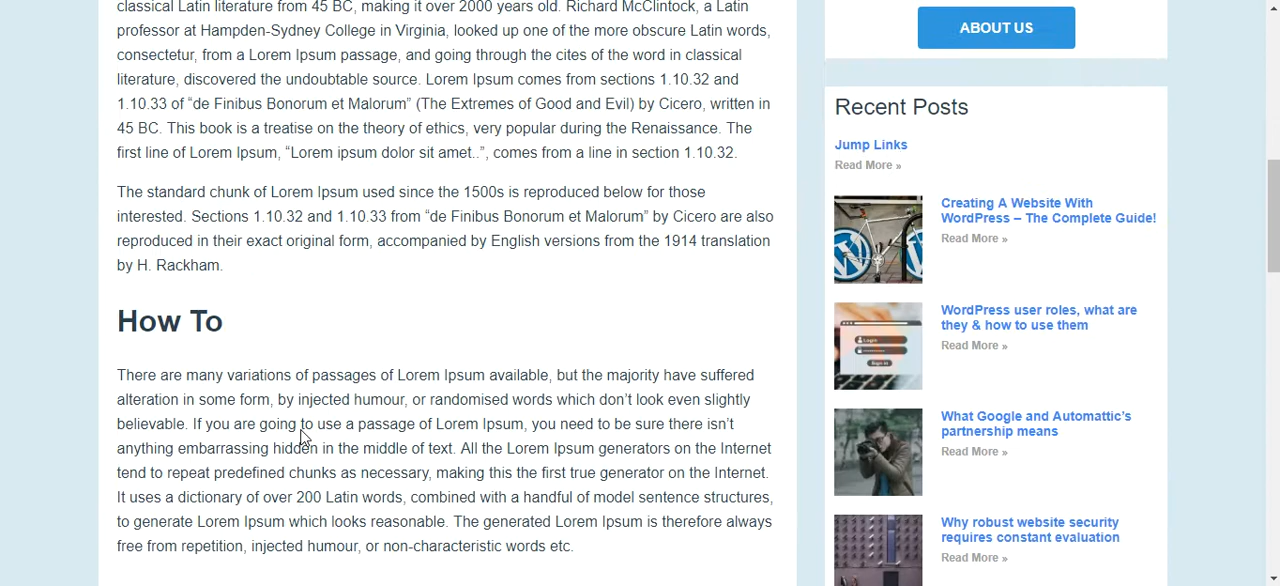 classical Latin literature from 45 BC, making it over 2000 years old. Richard McClintock, a Latin
professor at Hampden-Sydney College in Virginia, looked up one of the more obscure Latin words,
consectetur, from a Lorem Ipsum passage, and going through the cites of the word in classical
literature, discovered the undoubtable source. Lorem Ipsum comes from sections 1.10.32 and
1.10.33 of “de Finibus Bonorum et Malorum” (The Extremes of Good and Evil) by Cicero, written in
45 BC. This book is a treatise on the theory of ethics, very popular during the Renaissance. The
first line of Lorem Ipsum, “Lorem ipsum dolor sit amet..”, comes from a line in section 1.10.32.
The standard chunk of Lorem Ipsum used since the 1500s is reproduced below for those
interested. Sections 1.10.32 and 1.10.33 from “de Finibus Bonorum et Malorum” by Cicero are also
reproduced in their exact original form, accompanied by English versions from the 1914 translation
by H. Rackham.
How To
There are many variations of passages of Lorem Ipsum available, but the majority have suffered
alteration in some form, by injected humour, or randomised words which don’t look even slightly
believable. If you are going to use a passage of Lorem Ipsum, you need to be sure there isn’t
anything embarrassing hidden in the middle of text. All the Lorem Ipsum generators on the Internet
tend to repeat predefined chunks as necessary, making this the first true generator on the Internet.
It uses a dictionary of over 200 Latin words, combined with a handful of model sentence structures,
to generate Lorem Ipsum which looks reasonable. The generated Lorem Ipsum is therefore always
free from repetition, injected humour, or non-characteristic words etc.
ABOUT US
Recent Posts
Jump Links
Read More »
Creating A Website With
WordPress – The Complete Guide!
Read More »
WordPress user roles, what are
they & how to use them
Read More »
Login
Sign in
What Google and Automattic’s
partnership means
Read More »
Why robust website security
requires constant evaluation
Read More »